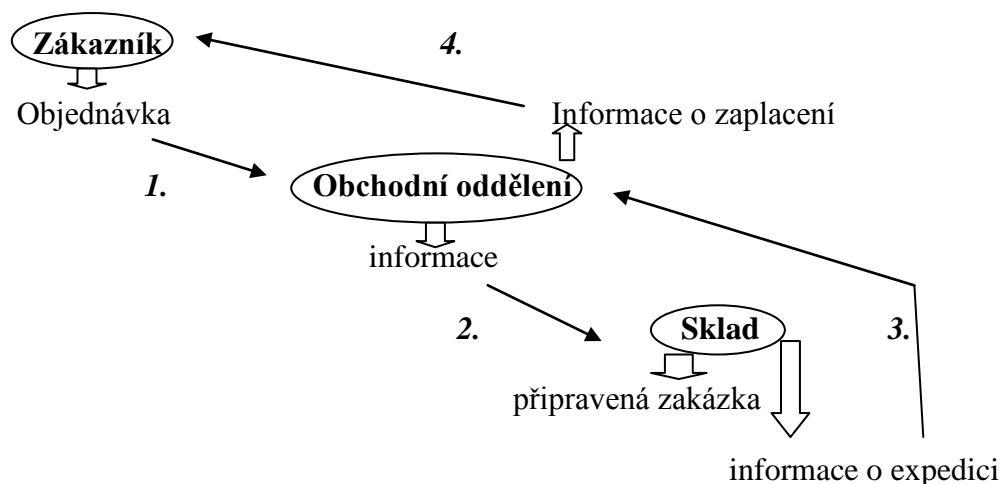 Zákazník
4.
Objednávka
Informace o zaplacení
1.
Obchodní oddělení
informace
2.
Sklad
3.
připravená zakázka
informace o expedici